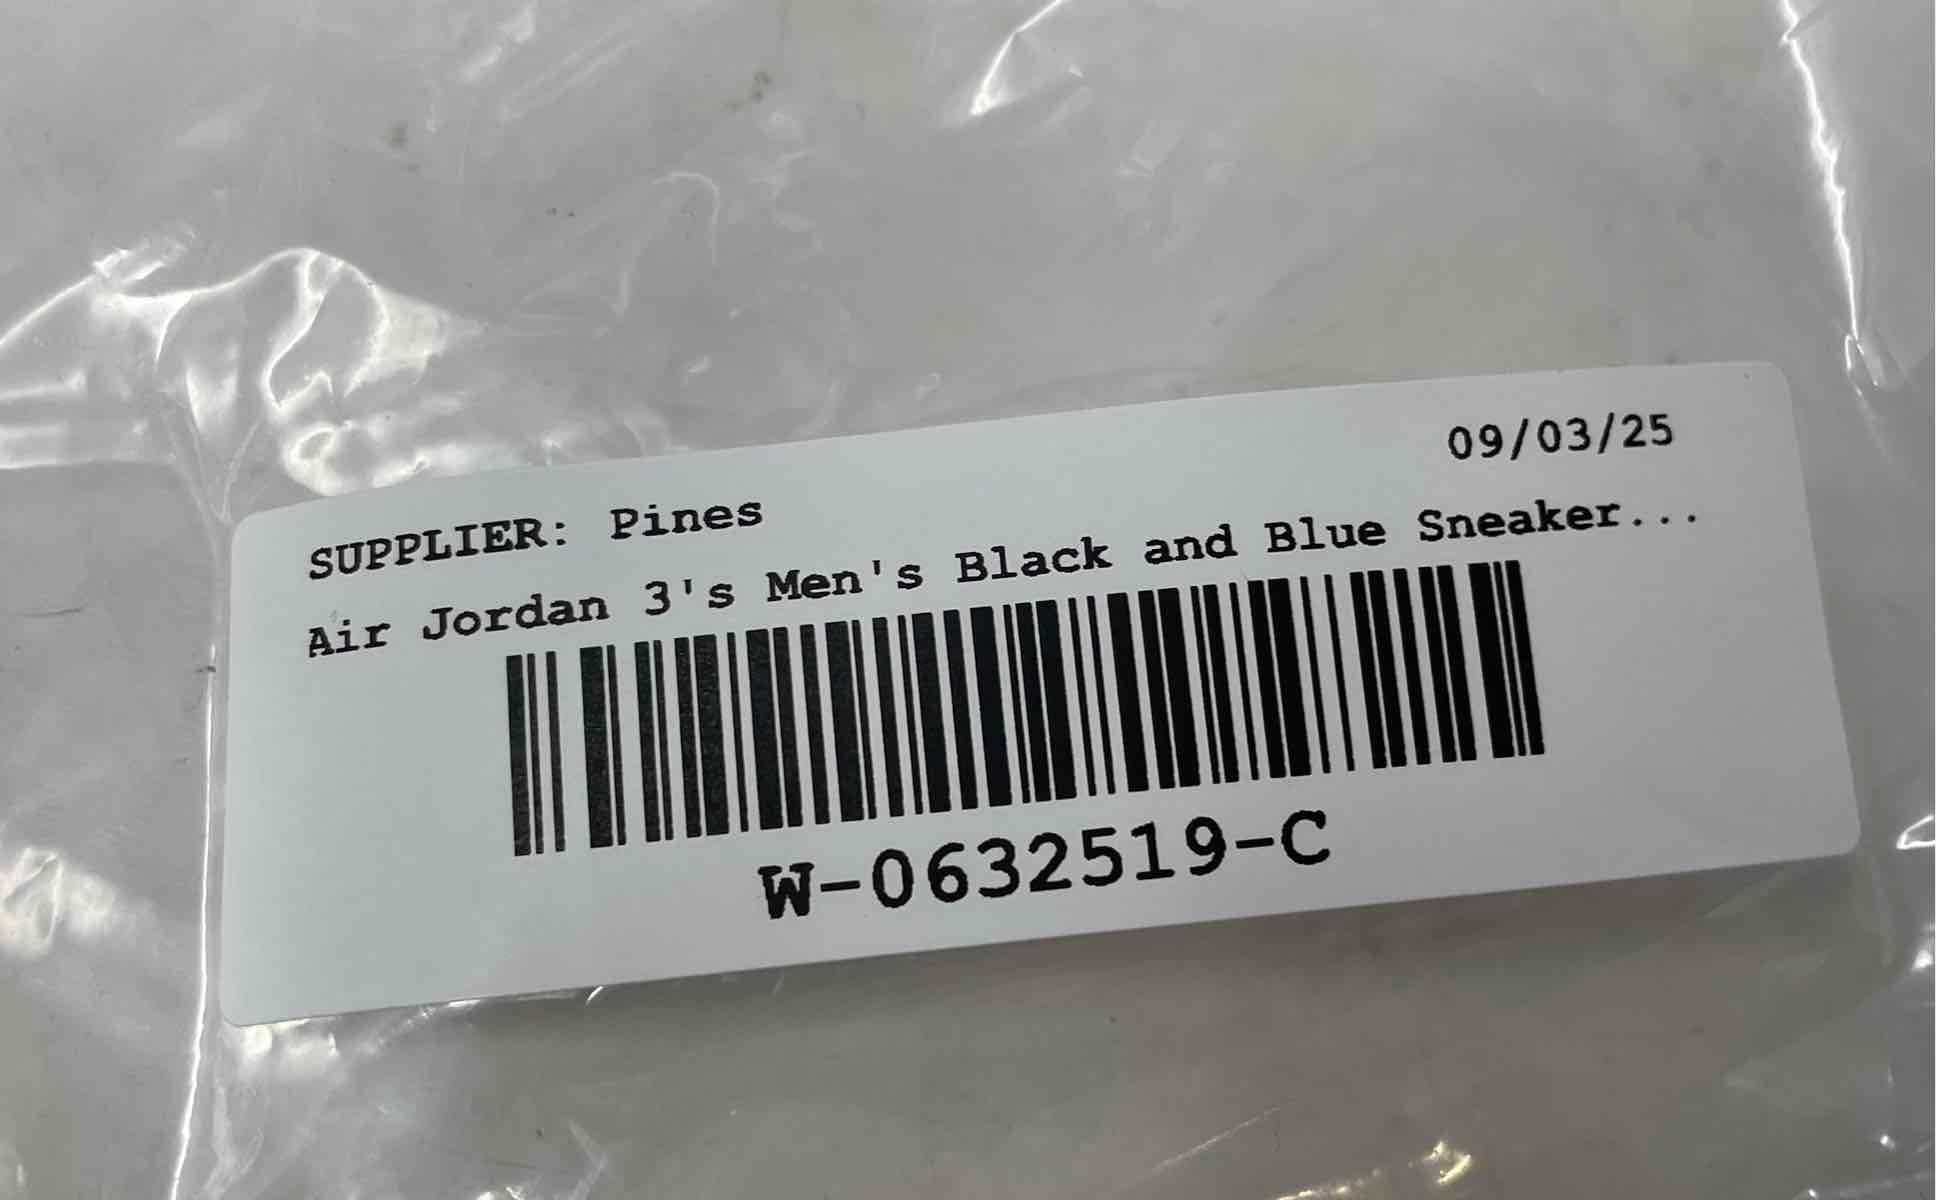 09/03/25
SUPPLIER: Pines
Air Jordan 3's Men's Black and Blue Sneaker...
W-0632519-C